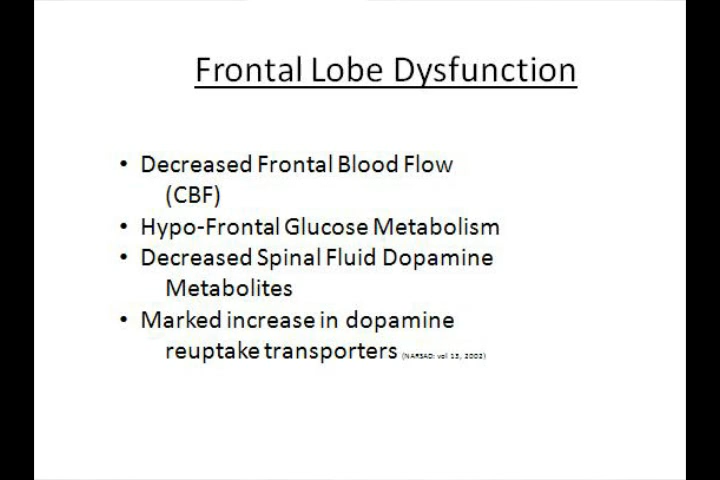 Frontal Lobe Dysfunction
• Decreased Frontal Blood Flow
(CBF)
• Hypo-Frontal Glucose Metabolism
• Decreased Spinal Fluid Dopamine
Metabolites
• Marked increase in dopamine
reuptake transporters (NARSAD: vol 13, 2002)